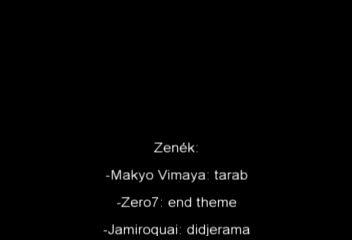 Zenék:
-Makyo Vimaya: tarab
-Zero7: end theme
-Jamiroquai: didjerama